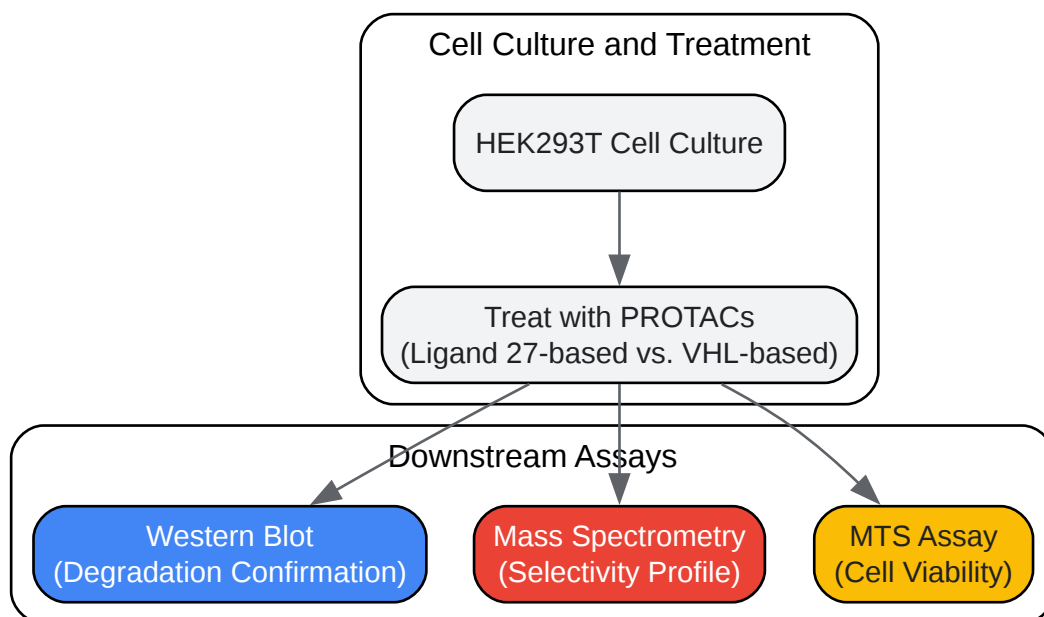 Cell Culture and Treatment
HEK293T Cell Culture
Treat with PROTACs
(Ligand 27-based vs. VHL-based)
Downstream Assays
Western Blot
(Degradation Confirmation)
Mass Spectrometry
(Selectivity Profile)
MTS Assay
(Cell Viability)